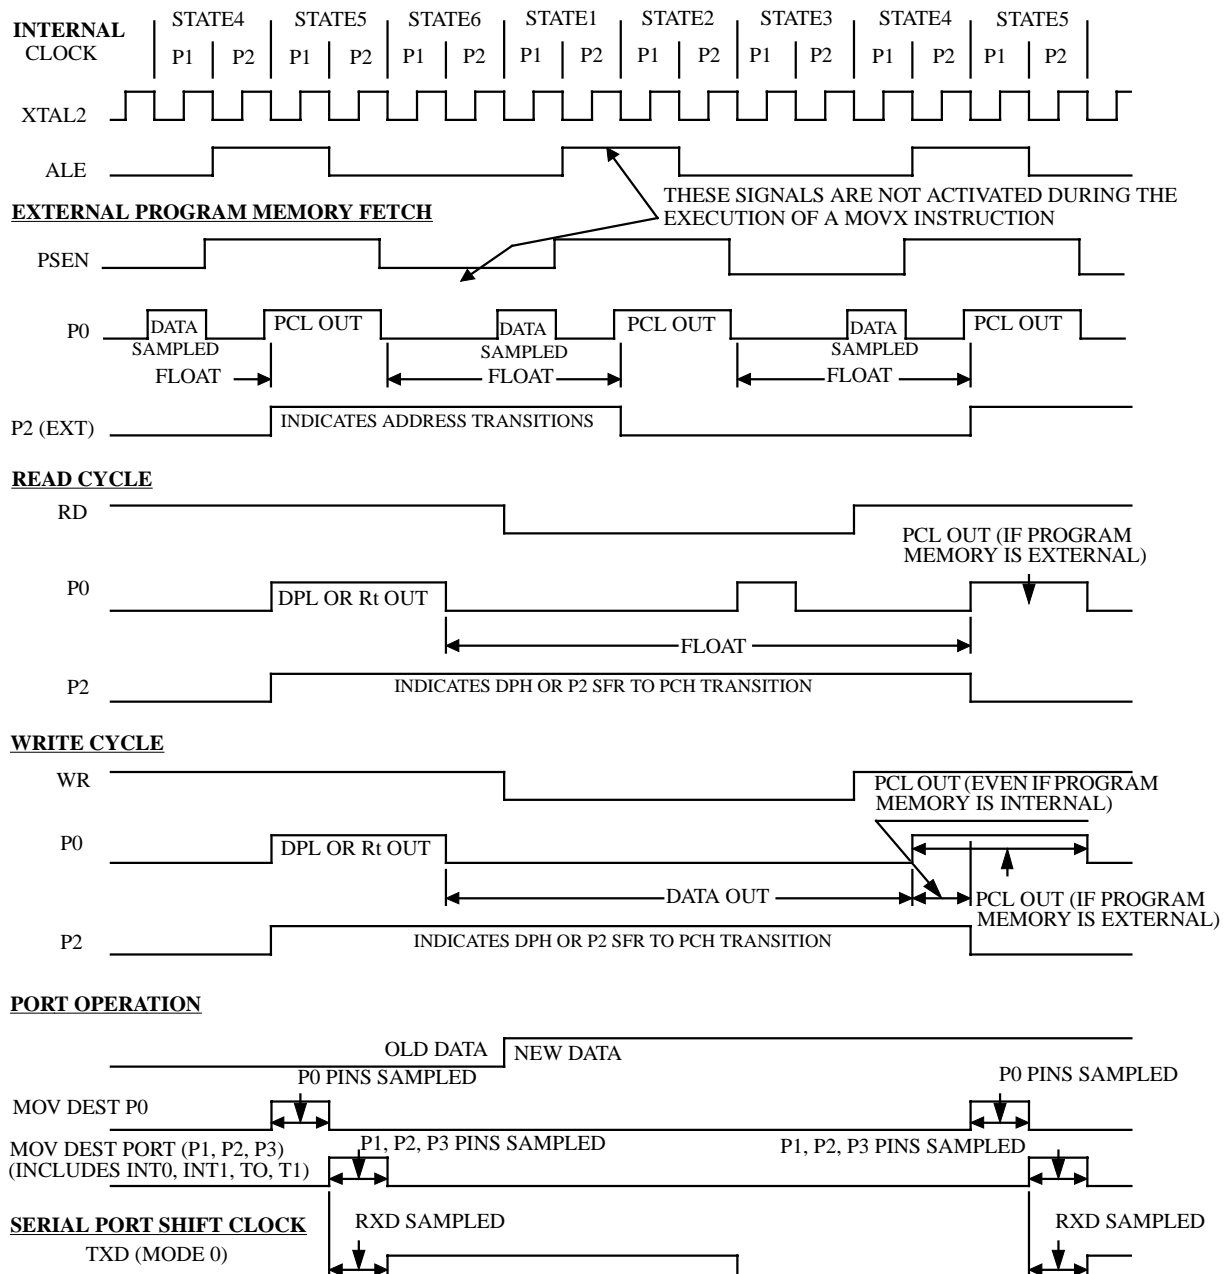 INTERNAL
CLOCK
STATE4 STATE5 STATE6 STATE1 STATE2 STATE3 STATE4 STATE5
P1 P2 P1 P2 P1 P2 P1 P2 P1 P2 P1 P2 P1 P2 P1 P2
XTAL2
ALE
THESE SIGNALS ARE NOT ACTIVATED DURING THE
EXECUTION OF A MOVX INSTRUCTION
EXTERNAL PROGRAM MEMORY FETCH
PSEN
P0
DATA PCL OUT DATA PCL OUT DATA PCL OUT
SAMPLED SAMPLED SAMPLED
FLOAT FLOAT FLOAT
P2 (EXT)
INDICATES ADDRESS TRANSITIONS
READ CYCLE
RD
PCL OUT (IF PROGRAM
MEMORY IS EXTERNAL)
P0
DPL OR Rt OUT
FLOAT
P2
INDICATES DPH OR P2 SFR TO PCH TRANSITION
WRITE CYCLE
WR
PCL OUT (EVEN IF PROGRAM
MEMORY IS INTERNAL)
P0
DPL OR Rt OUT
DATA OUT
PCL OUT (IF PROGRAM
MEMORY IS EXTERNAL)
P2
INDICATES DPH OR P2 SFR TO PCH TRANSITION
PORT OPERATION
OLD DATA NEW DATA
P0 PINS SAMPLED P0 PINS SAMPLED
MOV DEST P0
MOV DEST PORT (P1, P2, P3)
(INCLUDES INT0, INT1, TO, T1)
P1, P2, P3 PINS SAMPLED P1, P2, P3 PINS SAMPLED
SERIAL PORT SHIFT CLOCK
RXD SAMPLED RXD SAMPLED
TXD (MODE 0)